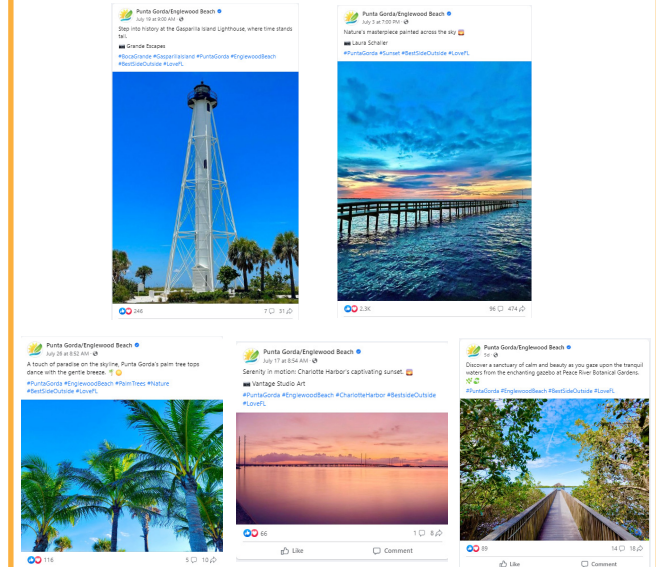 Punta Gorda/Englewood Beach
July 19 at 9:00 AM ·
Step into history at the Gasparilla Island Lighthouse, where time stands
tell.
Grande Escapes
#BocaGrande #GasparillaIsland #PuntaGorda #EnglewoodBeach
#BestSideOutside #LoveFL
246
7
31
Punta Gorda/Englewood Beach
July 3 at 7:00 PM ·
Nature's masterpiece painted across the sky
Laura Schaller
#PuntaGorda #Sunset #BestSideOutside #LoveFL
2.3K
96
474
Punta Gorda/Englewood Beach
July 28 at 8:52 AM ·
A touch of paradise on the skyline, Punta Gorda's palm tree tops
dance with the gentle breeze.
#PuntaGorda #EnglewoodBeach #PalmTrees #Nature
#BestSideOutside #LoveFL
116
5
10
Punta Gorda/Englewood Beach
July 17 at 8:54 AM ·
Serenity in motion: Charlotte Harbor's captivating sunset.
Vantage Studio Art
#PuntaGorda #EnglewoodBeach #CharlotteHarbor #BestsideOutside
#LoveFL
66
1
8
Like
Comment
Punta Gorda/Englewood Beach
5d ·
Discover a sanctuary of calm and beauty as you gaze upon the tranquil
waters from the enchanting gazebo at Peace River Botanical Gardens.
#PuntaGorda #EnglewoodBeach #BestSideOutside #LoveFL
89
14
18
Like
Comment